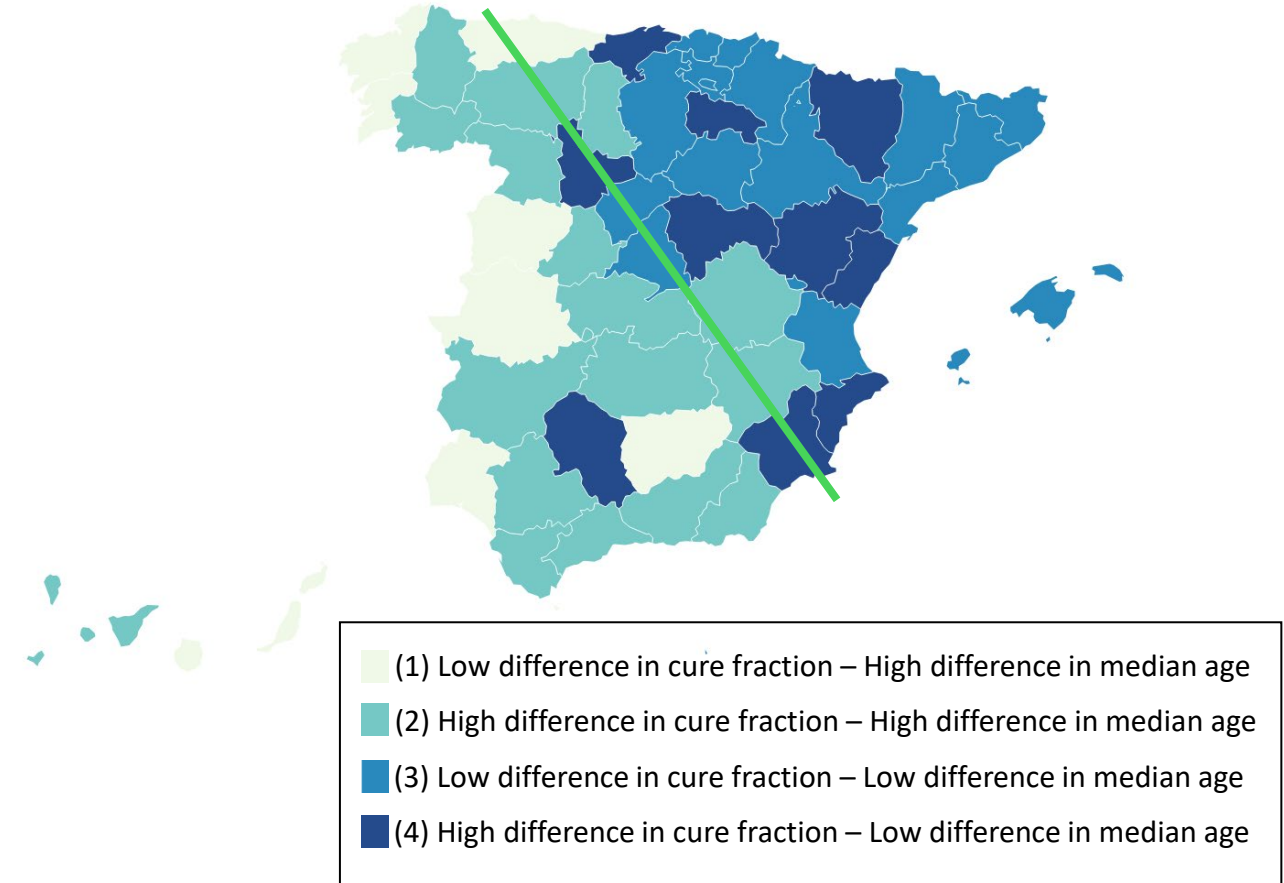 (1) Low difference in cure fraction – High difference in median age
(2) High difference in cure fraction – High difference in median age
(3) Low difference in cure fraction – Low difference in median age
(4) High difference in cure fraction – Low difference in median age